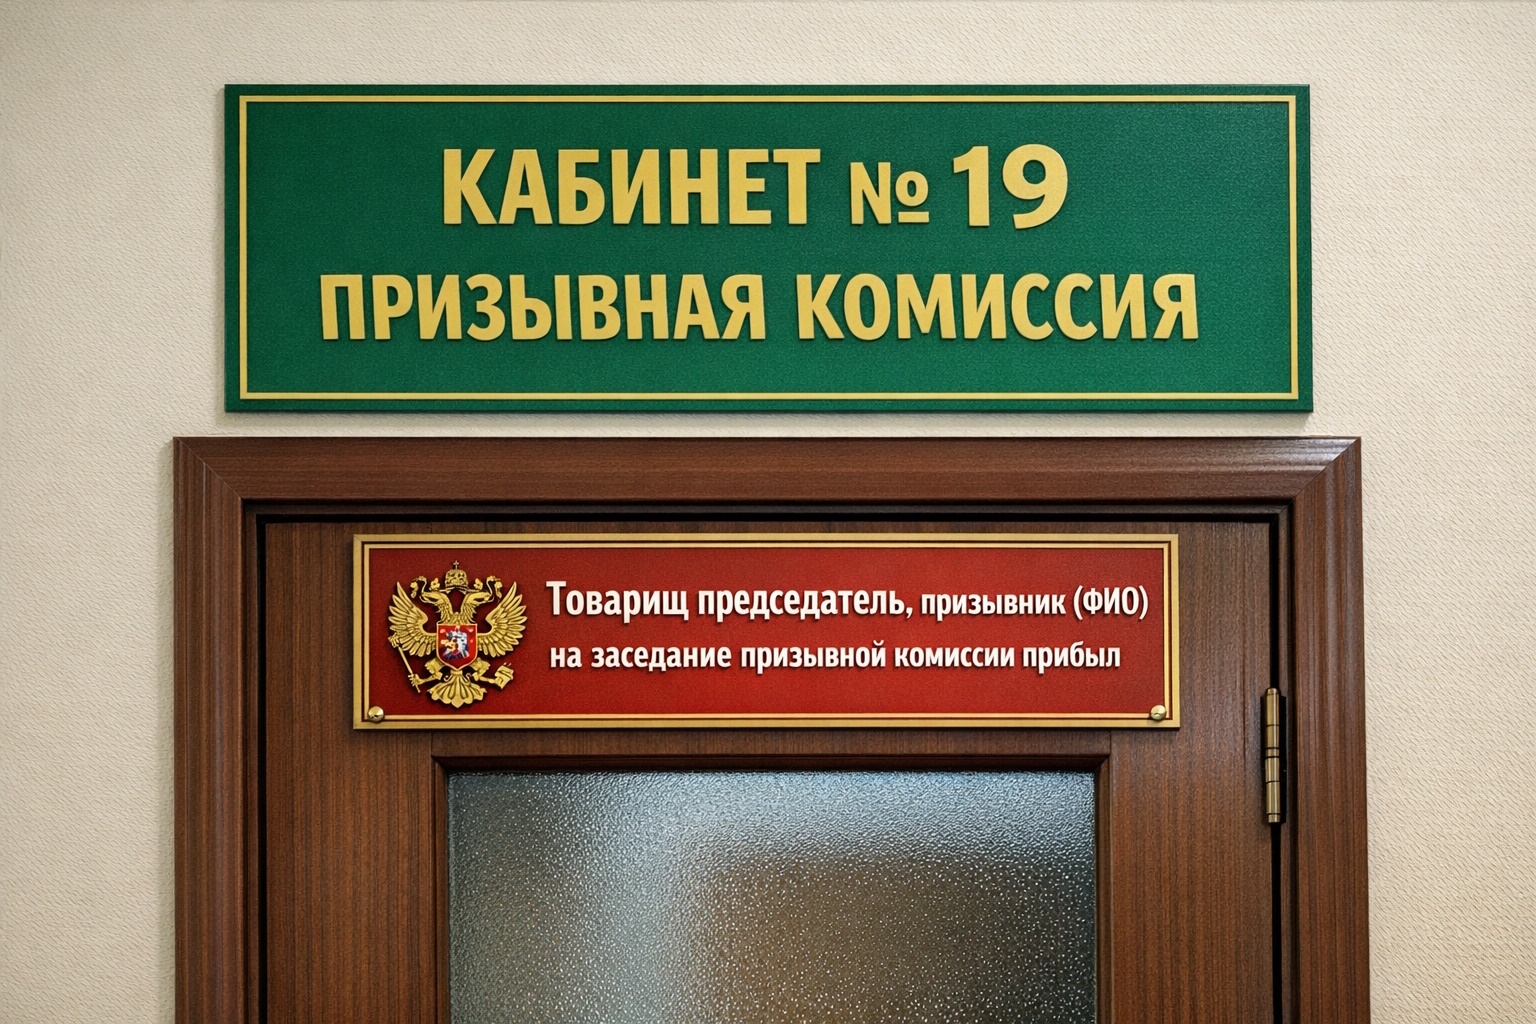 КАБИНЕТ № 19
ПРИЗЫВНАЯ КОМИССИЯ
Товарищ председатель, призывник (ФИО)
на заседание призывной комиссии прибыл